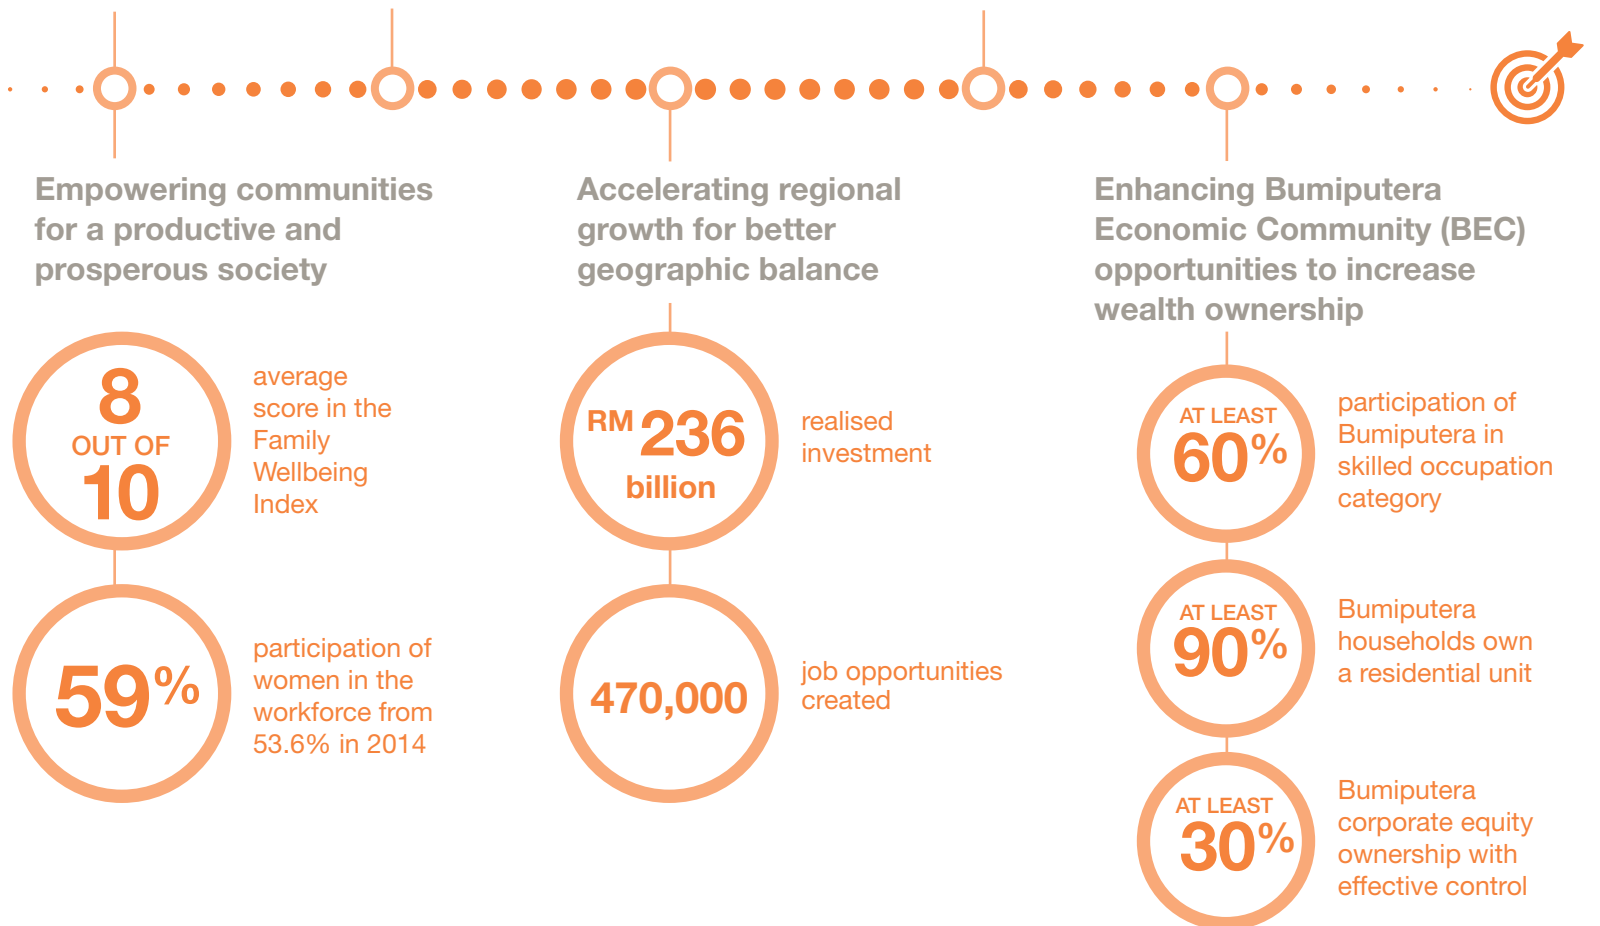 Empowering communities
for a productive and
prosperous society
8
OUT OF
10
average
score in the
Family
Wellbeing
Index
59%
participation of
women in the
workforce from
53.6% in 2014
Accelerating regional
growth for better
geographic balance
RM 236
billion
realised
investment
470,000
job opportunities
created
Enhancing Bumiputera
Economic Community (BEC)
opportunities to increase
wealth ownership
AT LEAST
60%
participation of
Bumiputera in
skilled occupation
category
AT LEAST
90%
Bumiputera
households own
a residential unit
AT LEAST
30%
Bumiputera
corporate equity
ownership with
effective control